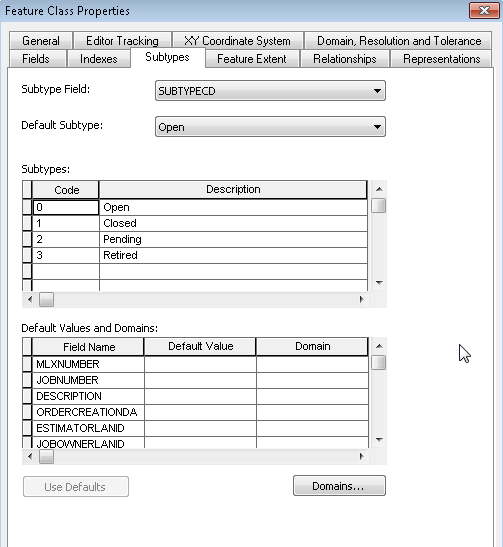 Feature Class Properties
General Editor Tracking XY Coordinate System Domain, Resolution and Tolerance
Fields Indexes Subtypes Feature Extent Relationships Representations
Subtype Field: SUBTYPECD
Default Subtype: Open
Subtypes:
Code Description
0 Open
1 Closed
2 Pending
3 Retired
Default Values and Domains:
Field Name Default Value Domain
MLXNUMBER
JOBNUMBER
DESCRIPTION
ORDERCREATIONDA
ESTIMATORLANID
JOBOWNERLANID
Use Defaults Domains...